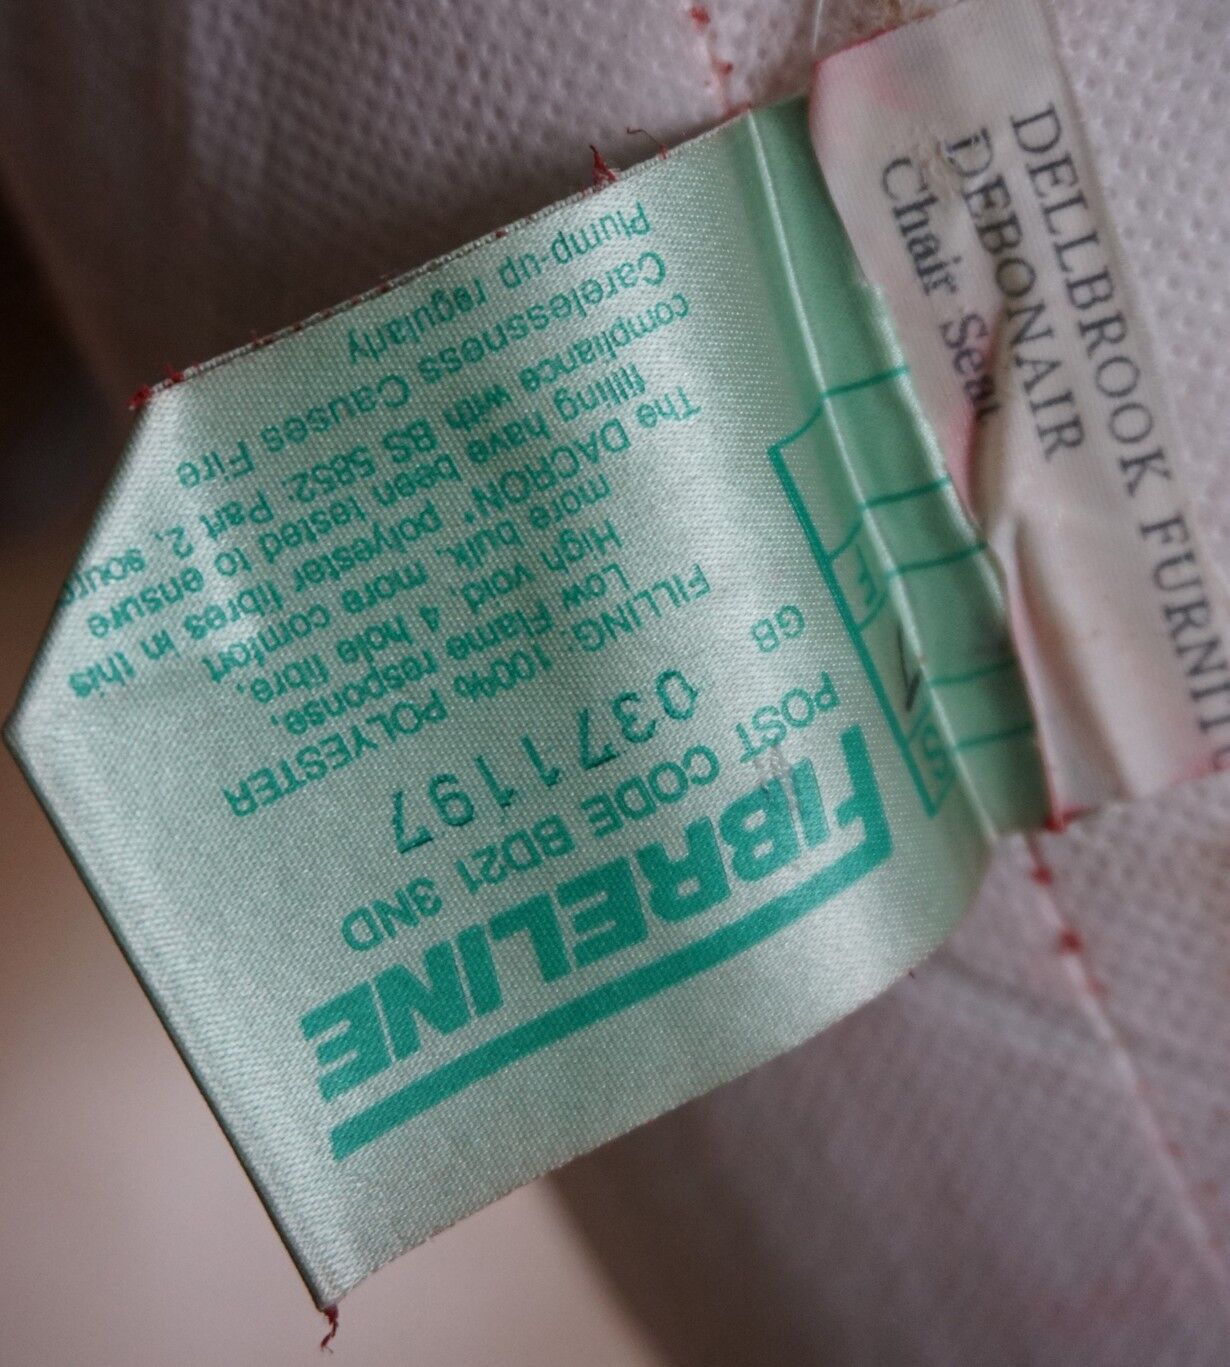 FIBRELINE
POST CODE BD21 3ND
GB 0371197
FILLING: 100% POLYESTER
Low Flame response,
High void, 4 hole fibre,
more bulk, more comfort
The DACRON* polyester fibres in this
filling have been tested to ensure
compliance with BS 5852: Part 2,
Carelessness Causes Fire
Plump-up regularly
DELLBROOK
DEBONAIR
Chair Seat